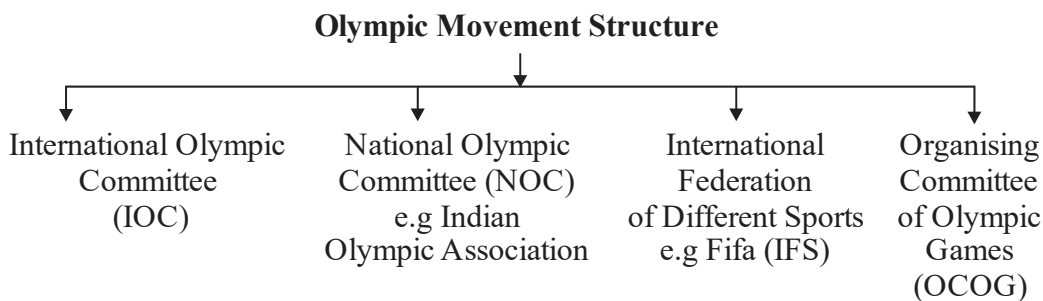 Olympic Movement Structure
International Olympic
Committee
(IOC)
National Olympic
Committee (NOC)
e.g Indian
Olympic Association
International
Federation
of Different Sports
e.g Fifa (IFS)
Organising
Committee
of Olympic
Games
(OCOG)